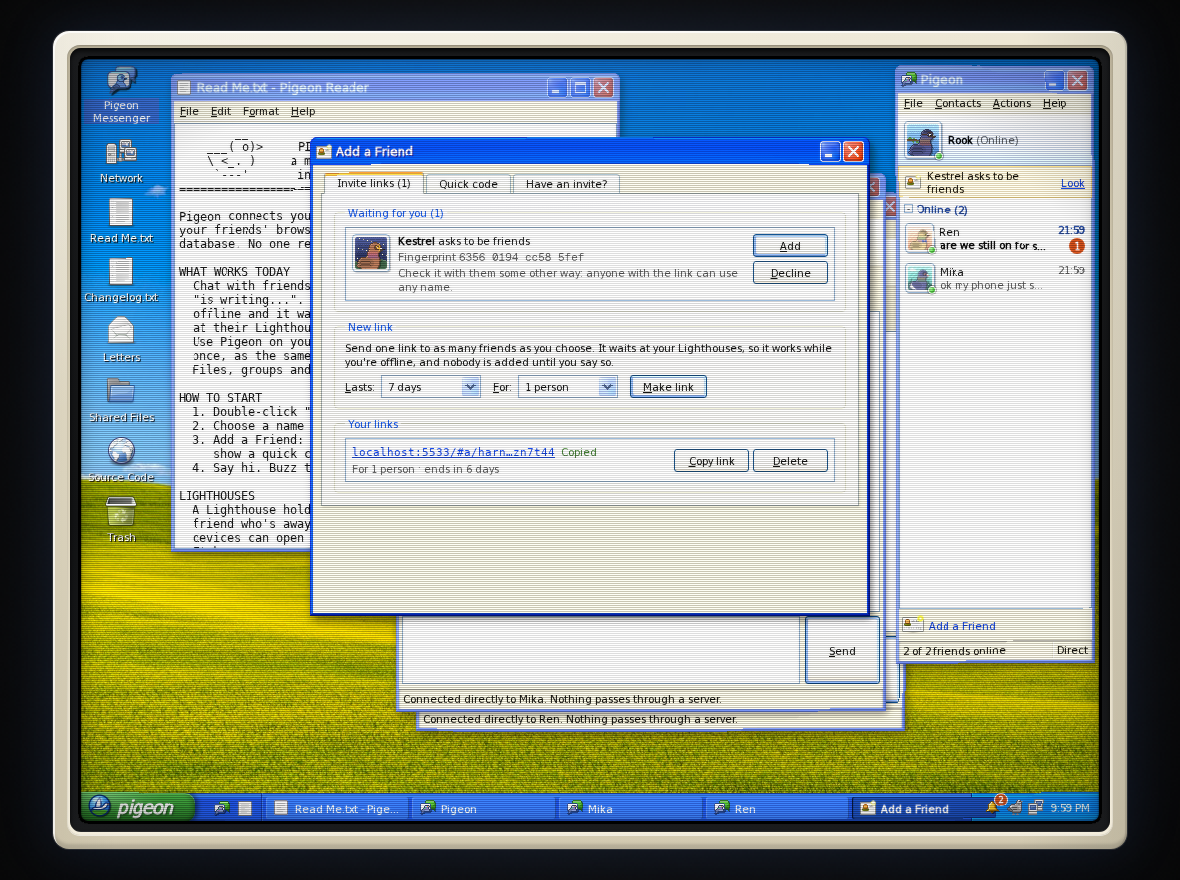 Pigeon
Messenger
Network
Read Me.txt
Changelog.txt
Letters
Shared Files
Source Code
Trash
Read Me.txt - Pigeon Reader
File Edit Format Help
___( o)>
\ <_. )
`---'
Pigeon connects you
your friends' brows
database. No one re
WHAT WORKS TODAY
Chat with friends
"is writing...".
offline and it wa
at their Lighthou
Use Pigeon on you
once, as the same
Files, groups and
HOW TO START
1. Double-click "
2. Choose a name
3. Add a Friend:
show a quick c
4. Say hi. Buzz t
LIGHTHOUSES
A Lighthouse hold
friend who's away
devices can open
Add a Friend
Invite links (1) Quick code Have an invite?
Waiting for you (1)
Kestrel asks to be friends
Fingerprint 6356 0194 cc58 5fef
Check it with them some other way: anyone with the link can use
any name.
Add
Decline
New link
Send one link to as many friends as you choose. It waits at your Lighthouses, so it works while
you're offline, and nobody is added until you say so.
Lasts: 7 days For: 1 person Make link
Your links
localhost:5533/#a/harn…zn7t44 Copied
For 1 person · ends in 6 days
Copy link Delete
Send
Connected directly to Mika. Nothing passes through a server.
Connected directly to Ren. Nothing passes through a server.
Pigeon
File Contacts Actions Help
Rook (Online)
Kestrel asks to be
friends
Look
Online (2)
Ren 21:59
are we still on for s... 1
Mika 21:59
ok my phone just s...
Add a Friend
2 of 2 friends online Direct
pigeon
Read Me.txt - Pige...
Pigeon
Mika
Ren
Add a Friend
2
9:59 PM